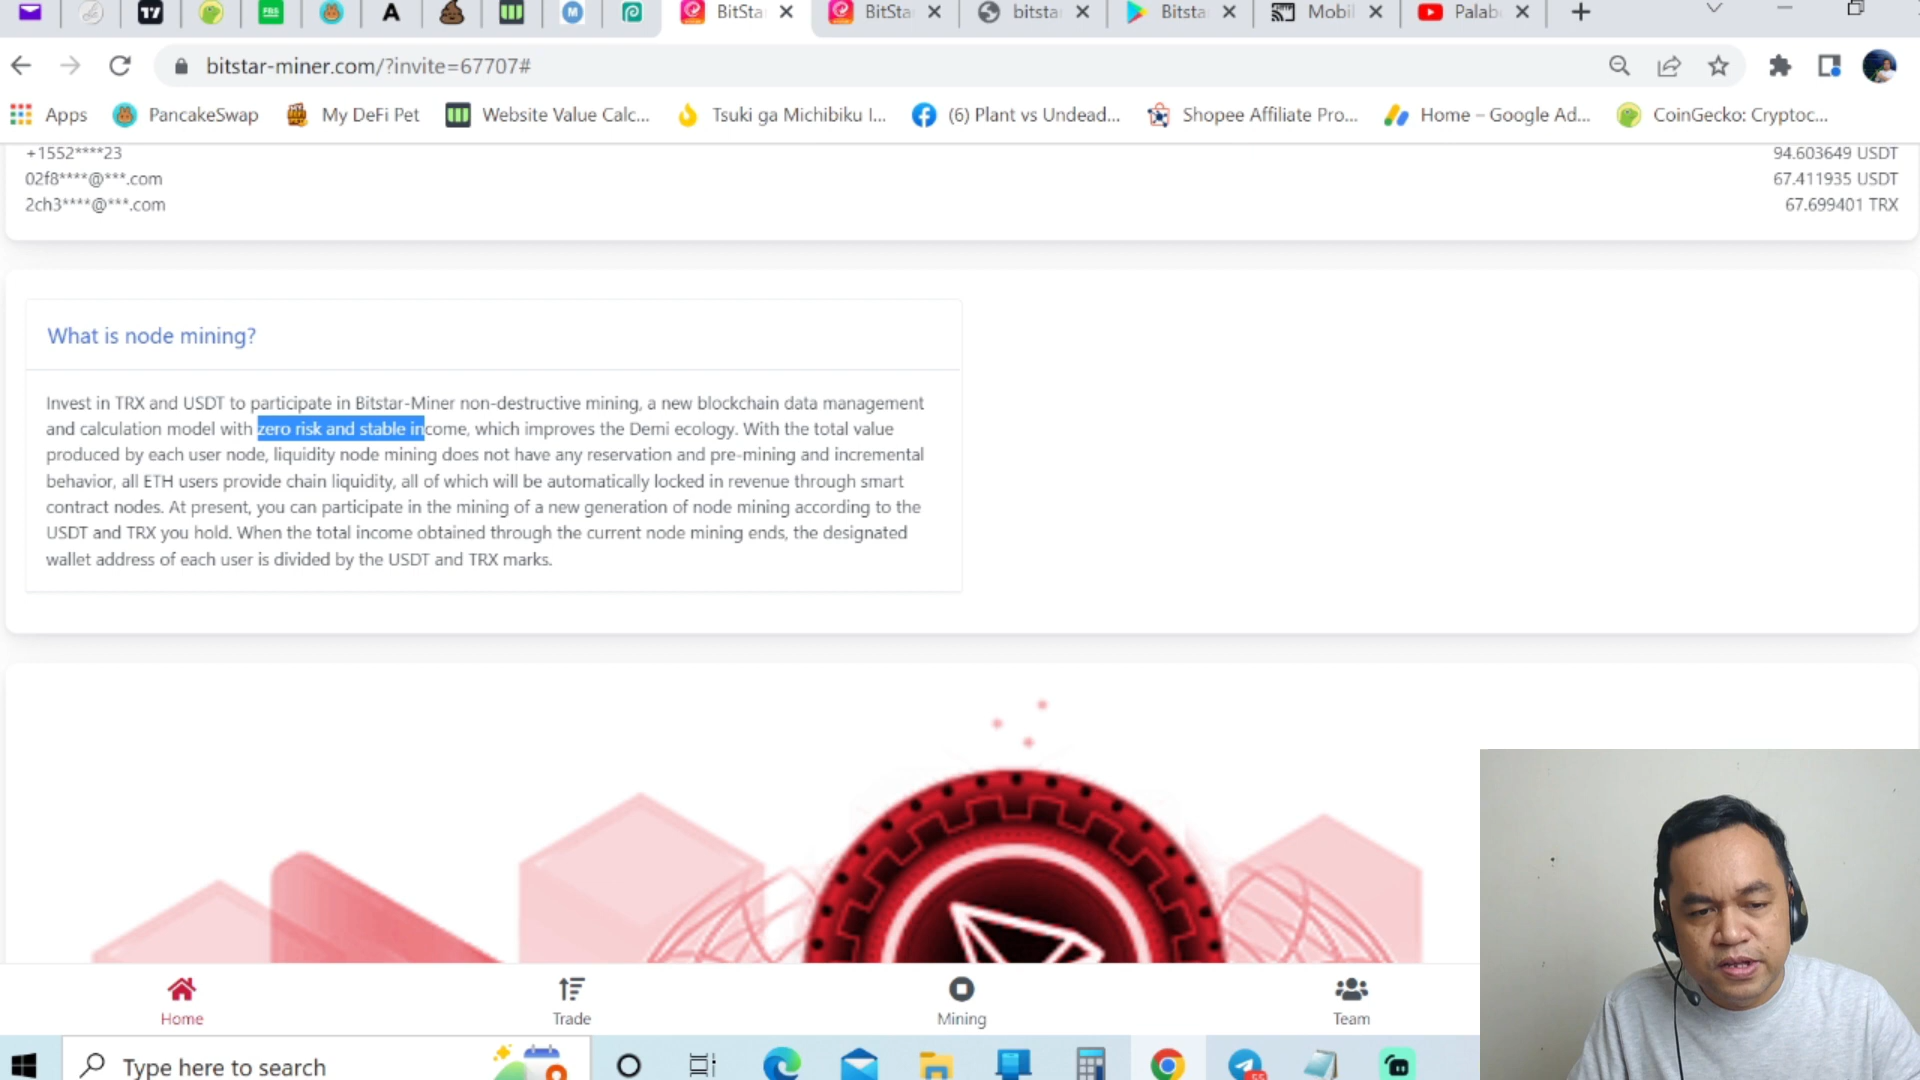 BitSta
BitSta
bitsta
Bitsta
Mobil
Palab
bitstar-miner.com/?invite=67707#
Apps
PancakeSwap
My DeFi Pet
Website Value Calc...
Tsuki ga Michibiku I...
(6) Plant vs Undead...
Shopee Affiliate Pro...
Home – Google Ad...
CoinGecko: Cryptoc...
+1552****23 94.603649 USDT
02f8****@***.com 67.411935 USDT
2ch3****@***.com 67.699401 TRX
What is node mining?
Invest in TRX and USDT to participate in Bitstar-Miner non-destructive mining, a new blockchain data management
and calculation model with zero risk and stable income, which improves the Demi ecology. With the total value
produced by each user node, liquidity node mining does not have any reservation and pre-mining and incremental
behavior, all ETH users provide chain liquidity, all of which will be automatically locked in revenue through smart
contract nodes. At present, you can participate in the mining of a new generation of node mining according to the
USDT and TRX you hold. When the total income obtained through the current node mining ends, the designated
wallet address of each user is divided by the USDT and TRX marks.
Home
Trade
Mining
Team
Type here to search